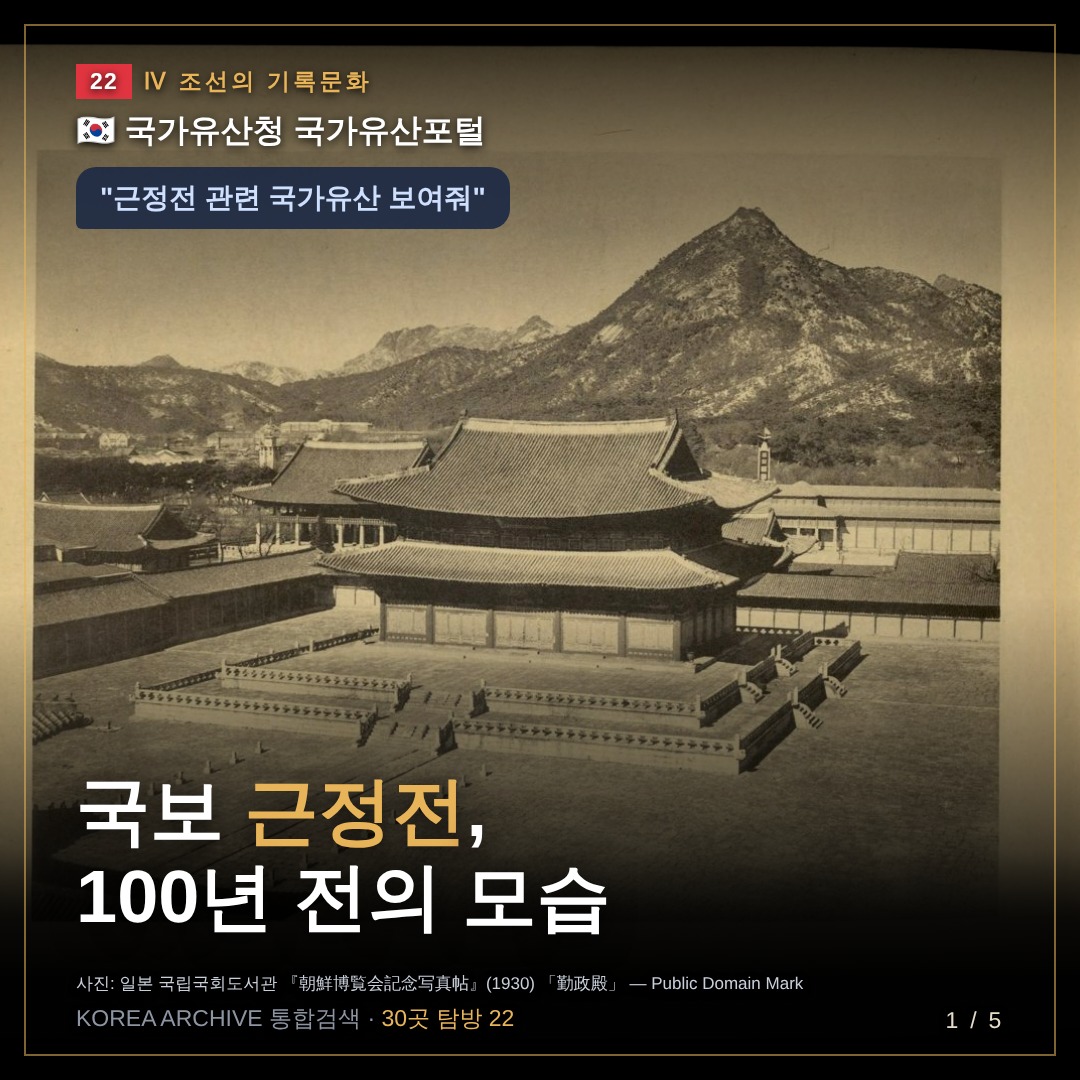 22 Ⅳ 조선의 기록문화
🇰🇷 국가유산청 국가유산포털
"근정전 관련 국가유산 보여줘"
국보 근정전,
100년 전의 모습
사진: 일본 국립국회도서관 『朝鮮博覧会記念写真帖』(1930) 「勤政殿」 — Public Domain Mark
KOREA ARCHIVE 통합검색 · 30곳 탐방 22
1 / 5